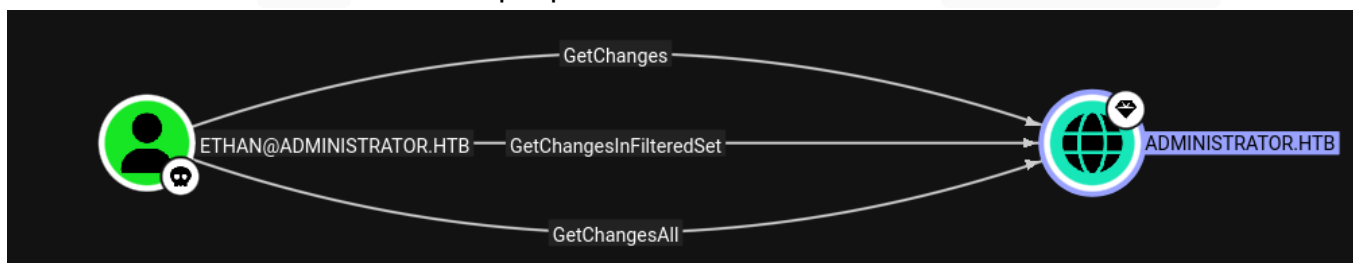 GetChanges
ETHAN@ADMINISTRATOR.HTB
GetChangesInFilteredSet
ADMINISTRATOR.HTB
GetChangesAll